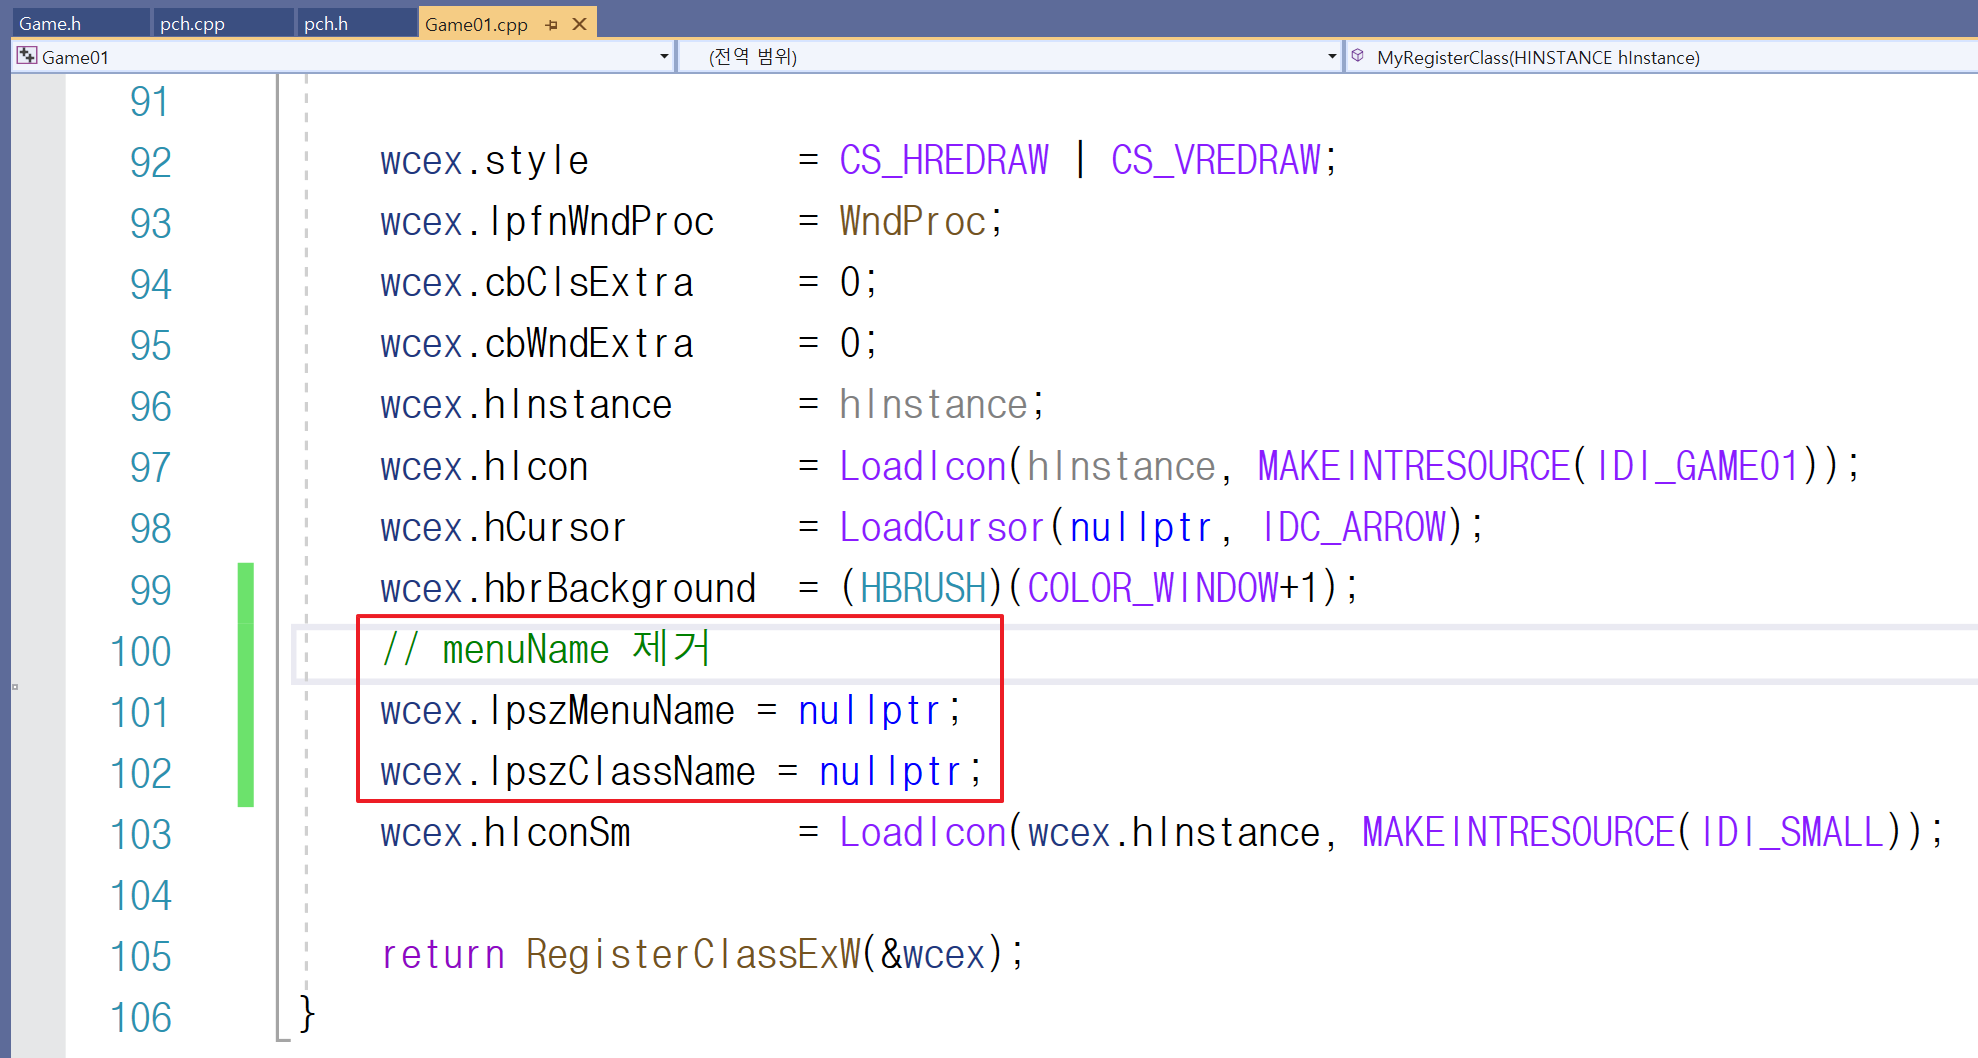 Game.h pch.cpp pch.h Game01.cpp
Game01 (전역 범위) MyRegisterClass(HINSTANCE hInstance)
91
92 wcex.style = CS_HREDRAW | CS_VREDRAW;
93 wcex.lpfnWndProc = WndProc;
94 wcex.cbClsExtra = 0;
95 wcex.cbWndExtra = 0;
96 wcex.hInstance = hInstance;
97 wcex.hIcon = LoadIcon(hInstance, MAKEINTRESOURCE(IDI_GAME01));
98 wcex.hCursor = LoadCursor(nullptr, IDC_ARROW);
99 wcex.hbrBackground = (HBRUSH)(COLOR_WINDOW+1);
100 // menuName 제거
101 wcex.lpszMenuName = nullptr;
102 wcex.lpszClassName = nullptr;
103 wcex.hIconSm = LoadIcon(wcex.hInstance, MAKEINTRESOURCE(IDI_SMALL));
104
105 return RegisterClassExW(&wcex);
106 }